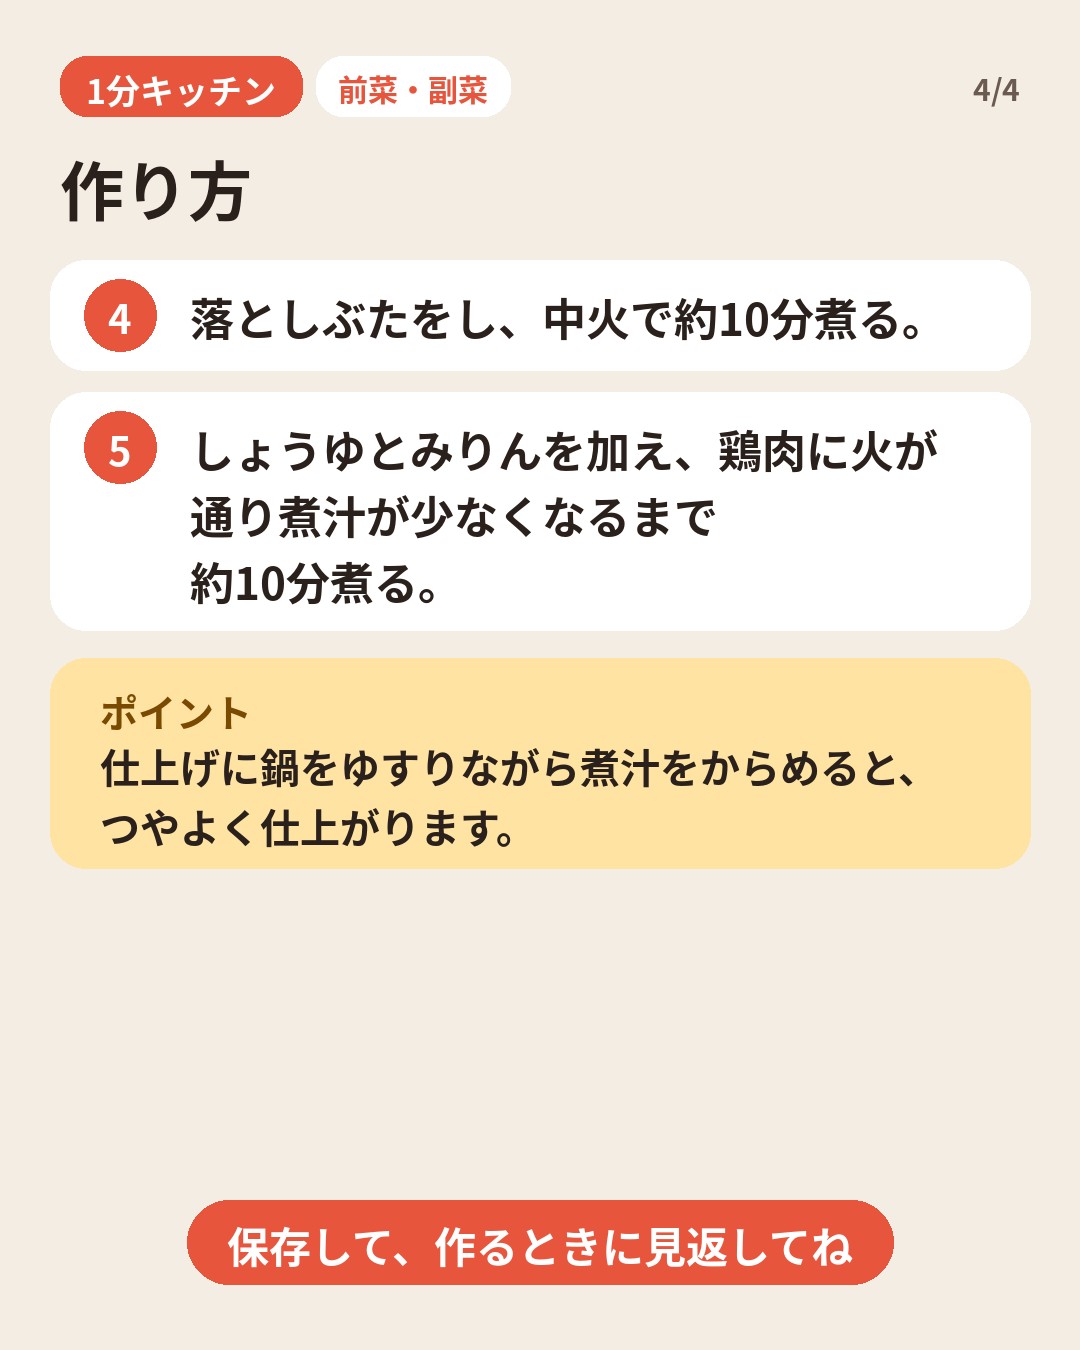 1分キッチン
前菜・副菜
4/4
作り方
4 落としぶたをし、中火で約10分煮る。
5 しょうゆとみりんを加え、鶏肉に火が
通り煮汁が少なくなるまで
約10分煮る。
ポイント
仕上げに鍋をゆすりながら煮汁をからめると、
つやよく仕上がります。
保存して、作るときに見返してね